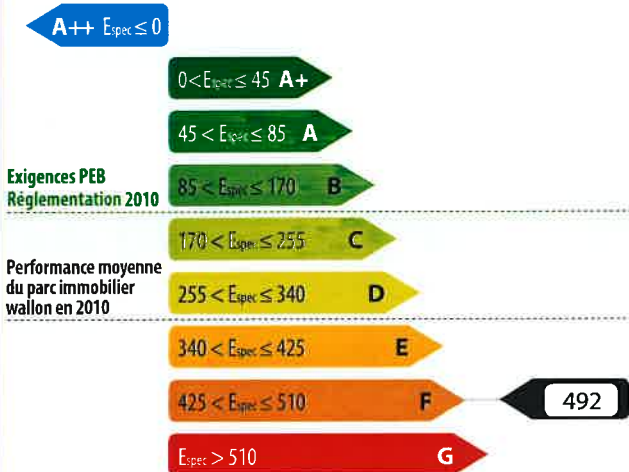 A++ Espec ≤ 0
0 < Espec ≤ 45 A+
45 < Espec ≤ 85 A
Exigences PEB
Réglementation 2010
85 < Espec ≤ 170 B
170 < Espec ≤ 255 C
Performance moyenne
du parc immobilier
wallon en 2010
255 < Espec ≤ 340 D
340 < Espec ≤ 425 E
425 < Espec ≤ 510 F
492
Espec > 510 G